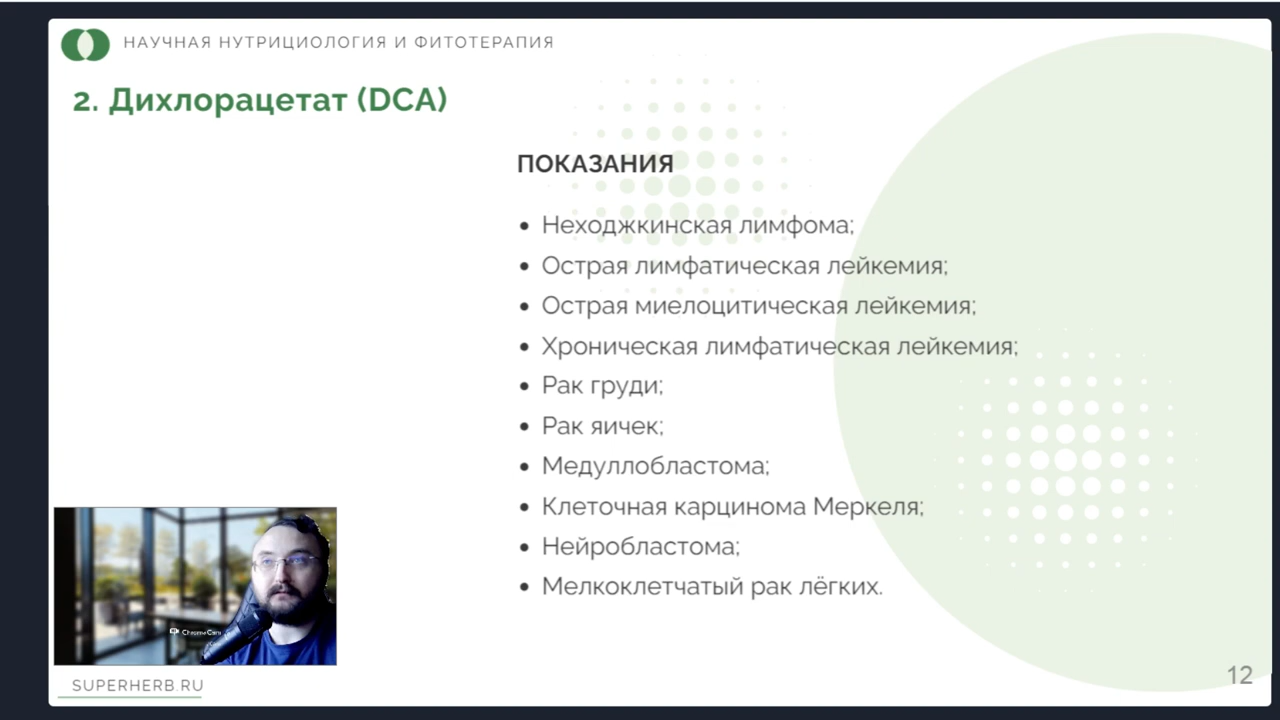 НАУЧНАЯ НУТРИЦИОЛОГИЯ И ФИТОТЕРАПИЯ
2. Дихлорацетат (DCA)
ПОКАЗАНИЯ
• Неходжкинская лимфома;
• Острая лимфатическая лейкемия;
• Острая миелоцитическая лейкемия;
• Хроническая лимфатическая лейкемия;
• Рак груди;
• Рак яичек;
• Медуллобластома;
• Клеточная карцинома Меркеля;
• Нейробластома;
• Мелкоклетчатый рак лёгких.
SUPERHERB.RU
12